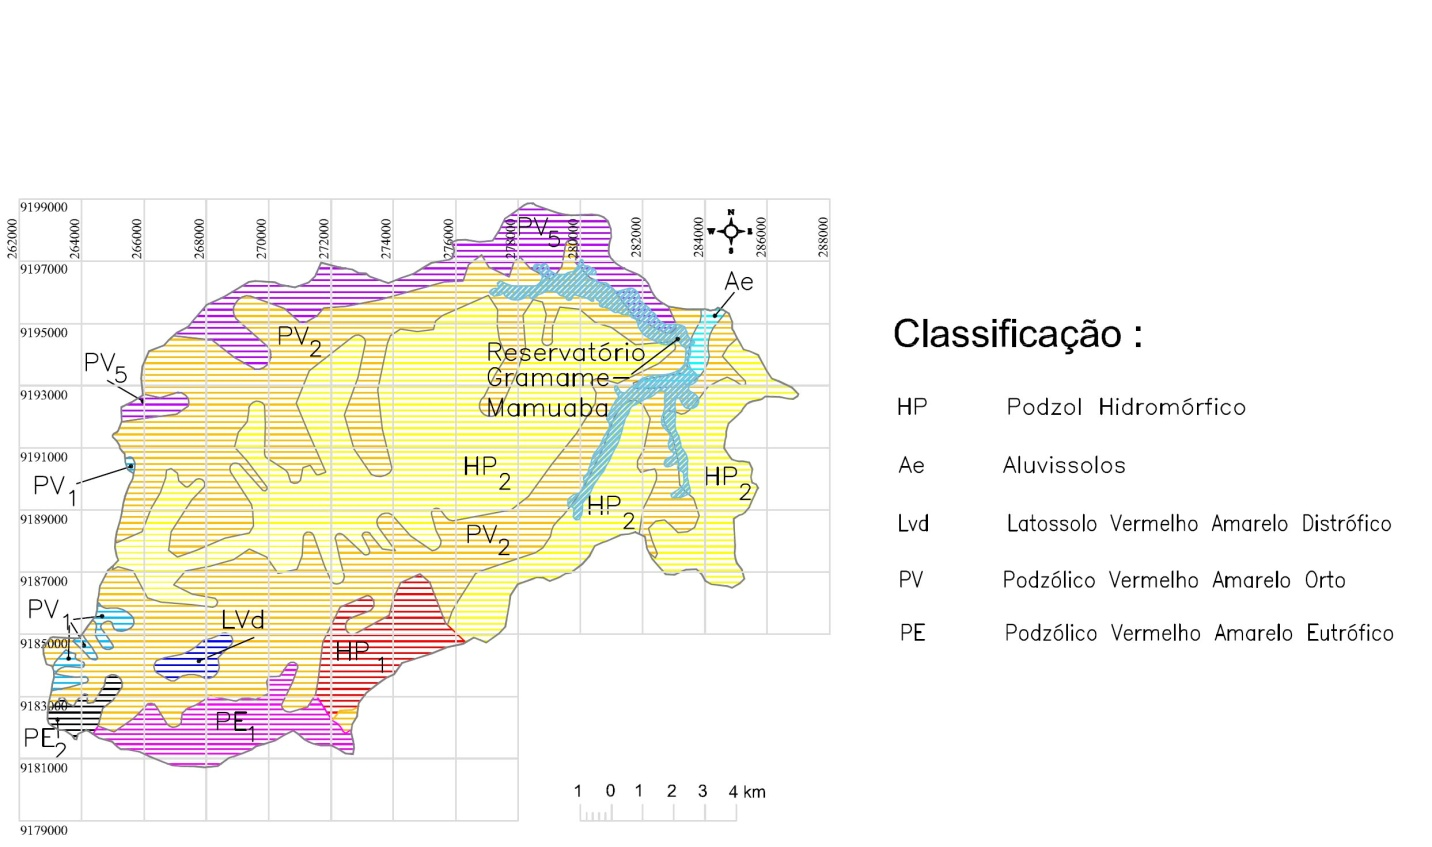 9199000
262000
264000
266000
268000
270000
272000
274000
276000
278000
280000
282000
284000
286000
288000
N
W
S
PV5
9197000
Ae
9195000
PV2
Classificação :
Reservatório
Gramame
Mamuaba
PV5
9193000
HP Podzol Hidromórfico
9191000
Ae Aluvissolos
HP2
HP2
PV1
HP2
9189000
Lvd Latossolo Vermelho Amarelo Distrófico
PV2
9187000
PV Podzólico Vermelho Amarelo Orto
PV1
LVd
9185000
PE Podzólico Vermelho Amarelo Eutrófico
HP1
9183000
PE1
PE2
9181000
1 0 1 2 3 4 km
9179000